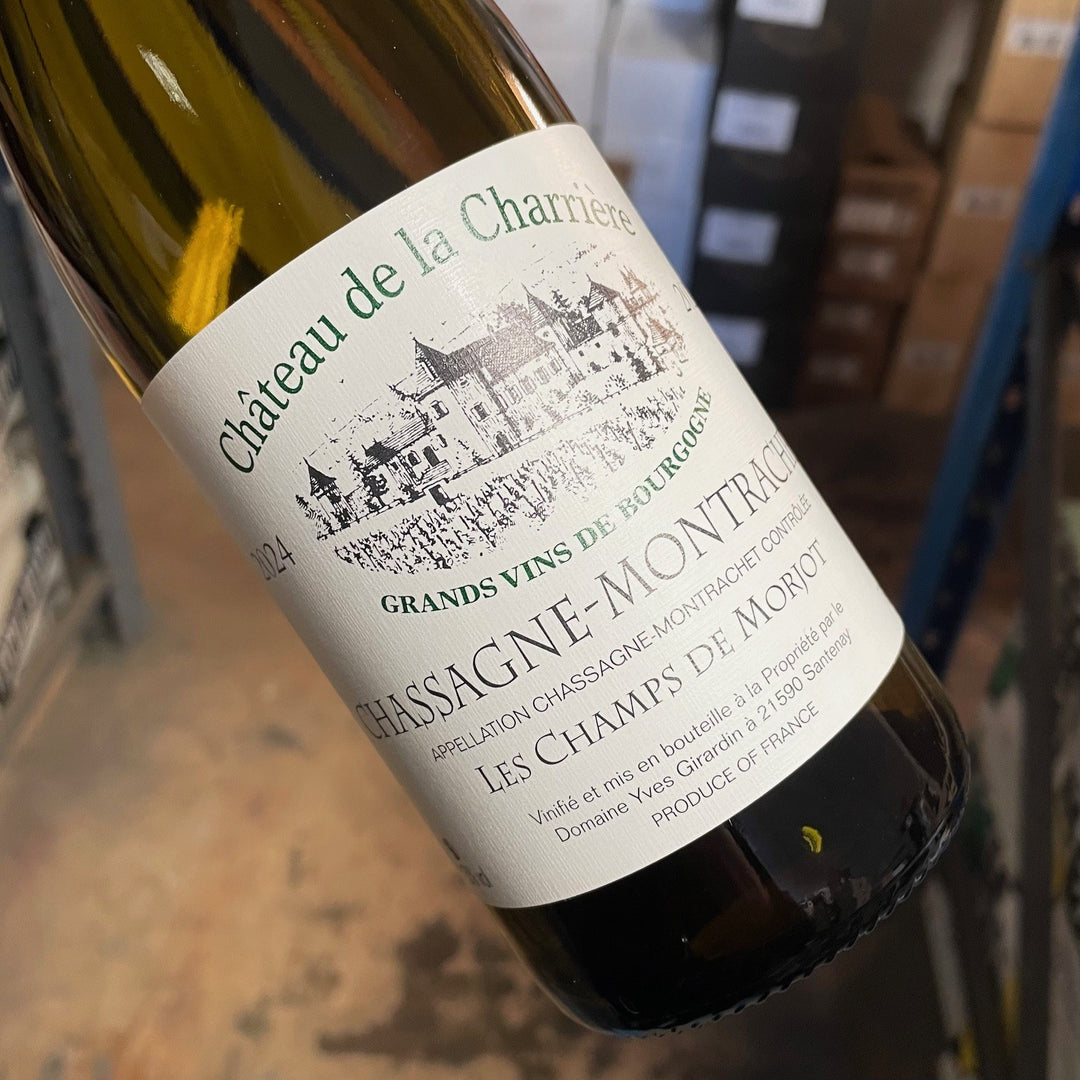 Château de la Charrière
2024
GRANDS VINS DE BOURGOGNE
CHASSAGNE-MONTRACHET
APPELLATION CHASSAGNE-MONTRACHET CONTRÔLÉE
LES CHAMPS DE MORJOT
Vinifié et mis en bouteille à la Propriété par le
Domaine Yves Girardin à 21590 Santenay
PRODUCE OF FRANCE